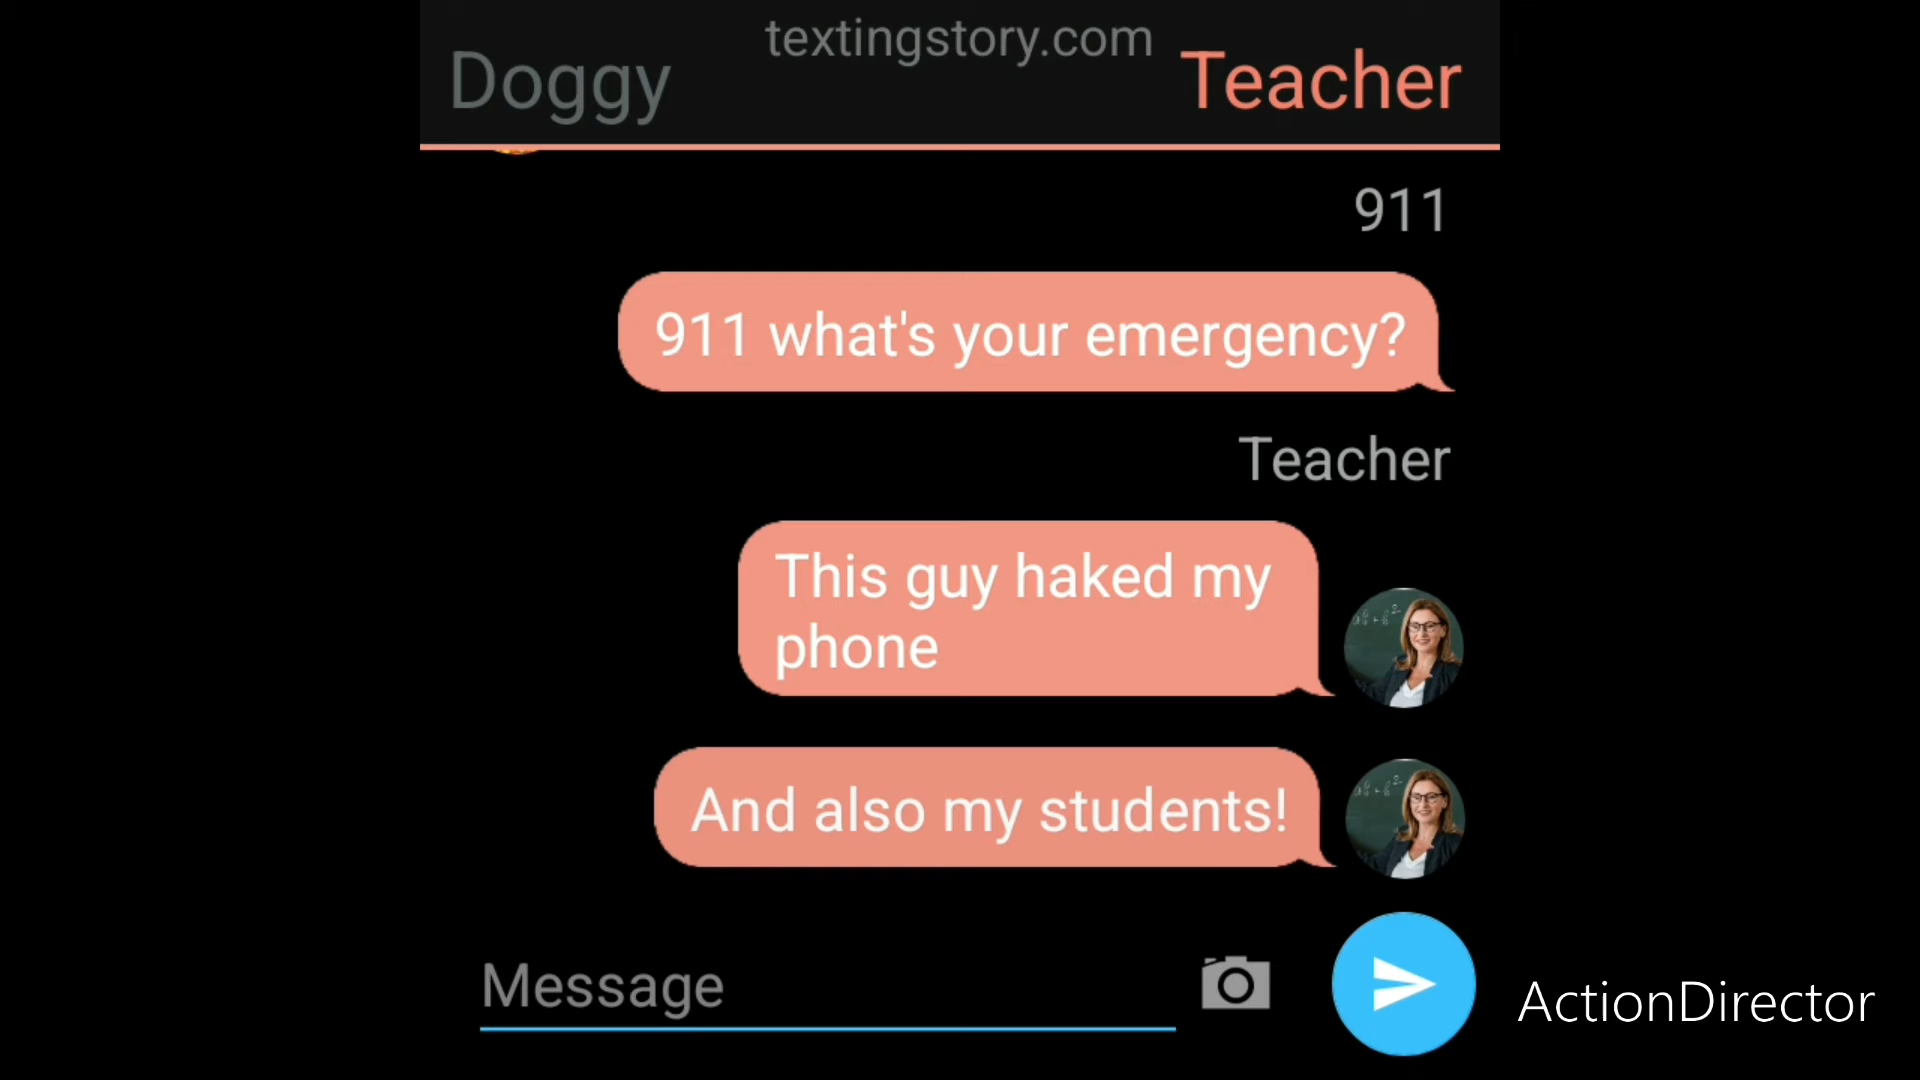 textingstory.com
Doggy
Teacher
911
911 what's your emergency?
Teacher
This guy haked my
phone
And also my students!
Message
ActionDirector